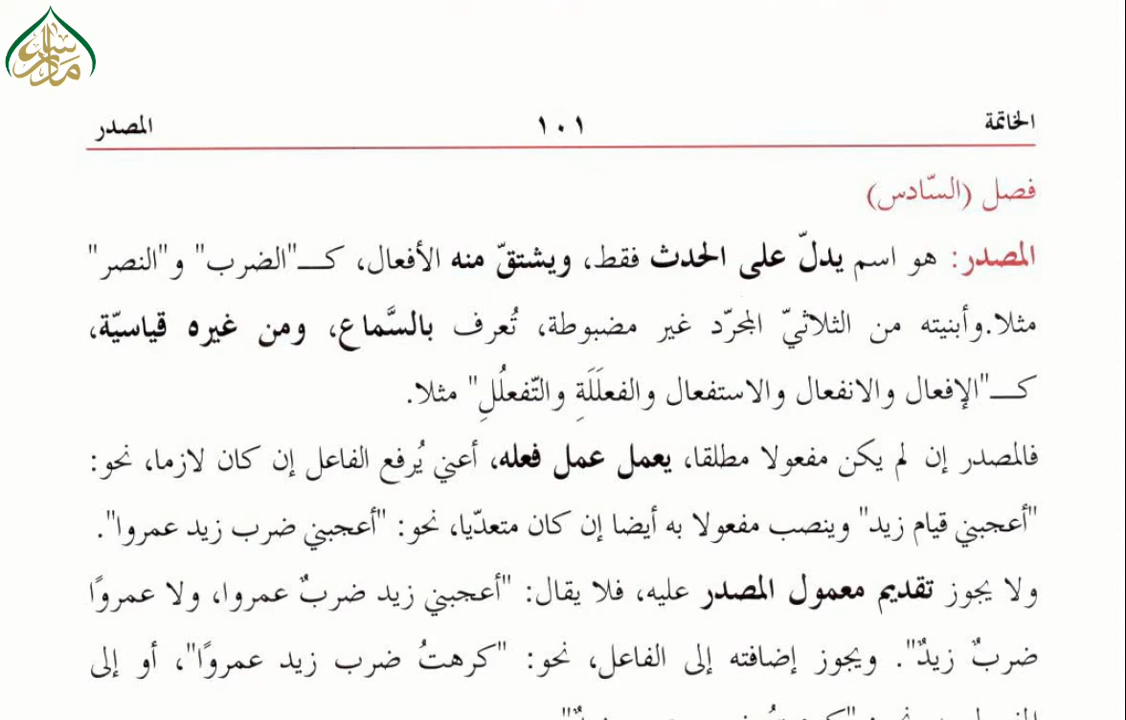 مدارس
الخاتمة ١٠١ المصدر
فصل (السّادس)
المصدر: هو اسم يدلّ على الحدث فقط، ويشتقّ منه الأفعال، كـ"الضرب" و"النصر"
مثلا.وأبنيته من الثلاثيّ المجرّد غير مضبوطة، تُعرف بالسَّماع، ومن غيره قياسيّة،
كـ"الإفعال والانفعال والاستفعال والفعلَلَةِ والتّفعلُلِ" مثلا.
فالمصدر إن لم يكن مفعولا مطلقا، يعمل عمل فعله، أعني يُرفع الفاعل إن كان لازما، نحو:
"أعجبني قيام زيد" وينصب مفعولا به أيضا إن كان متعدّيا، نحو: "أعجبني ضرب زيد عمروا".
ولا يجوز تقديم معمول المصدر عليه، فلا يقال: "أعجبني زيد ضربٌ عمروا، ولا عمروًا
ضربٌ زيدٌ". ويجوز إضافته إلى الفاعل، نحو: "كرهتُ ضرب زيد عمروًا"، أو إلى